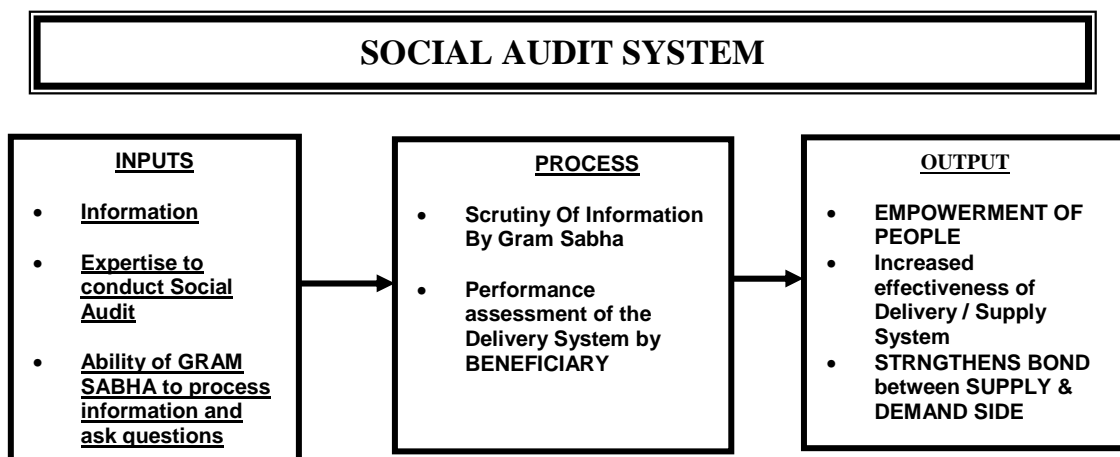 SOCIAL AUDIT SYSTEM
INPUTS
• Information
• Expertise to
conduct Social
Audit
• Ability of GRAM
SABHA to process
information and
ask questions
PROCESS
• Scrutiny Of Information
By Gram Sabha
• Performance
assessment of the
Delivery System by
BENEFICIARY
OUTPUT
• EMPOWERMENT OF
PEOPLE
• Increased
effectiveness of
Delivery / Supply
System
• STRNGTHENS BOND
between SUPPLY &
DEMAND SIDE